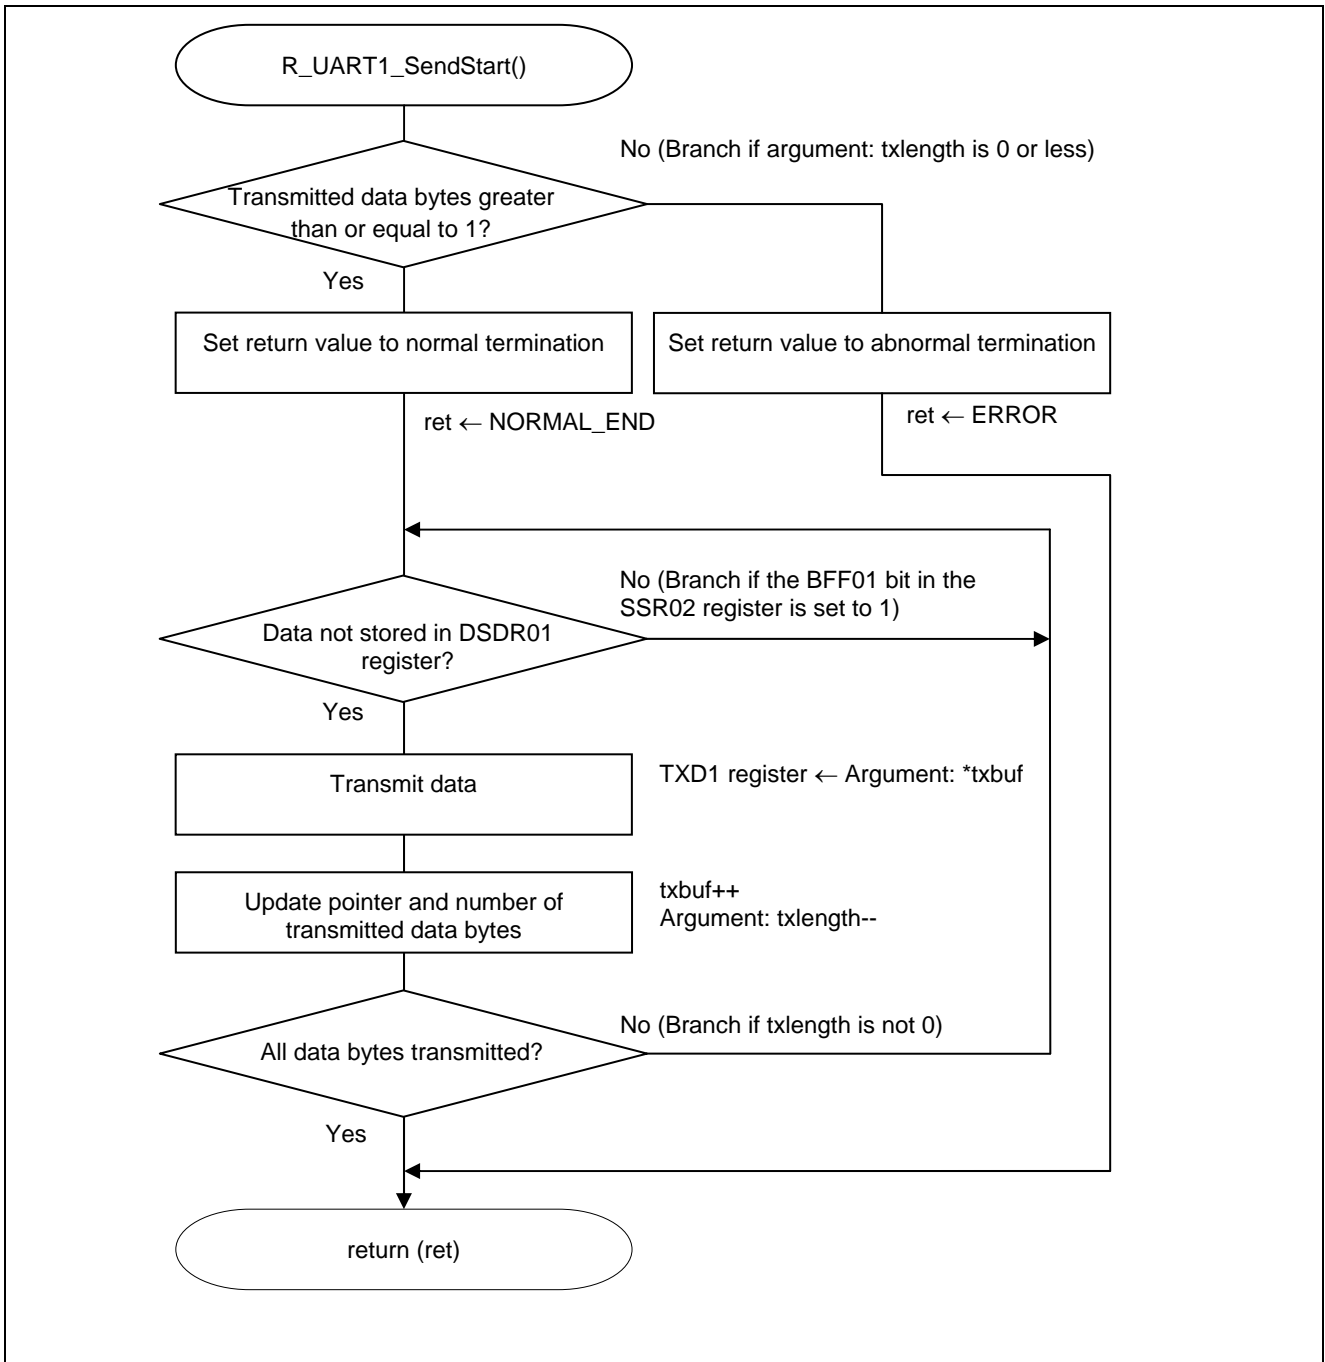 R_UART1_SendStart()
No (Branch if argument: txlength is 0 or less)
Transmitted data bytes greater
than or equal to 1?
Yes
Set return value to normal termination
Set return value to abnormal termination
ret ← NORMAL_END
ret ← ERROR
No (Branch if the BFF01 bit in the
SSR02 register is set to 1)
Data not stored in DSDR01
register?
Yes
Transmit data
TXD1 register ← Argument: *txbuf
Update pointer and number of
transmitted data bytes
txbuf++
Argument: txlength--
No (Branch if txlength is not 0)
All data bytes transmitted?
Yes
return (ret)